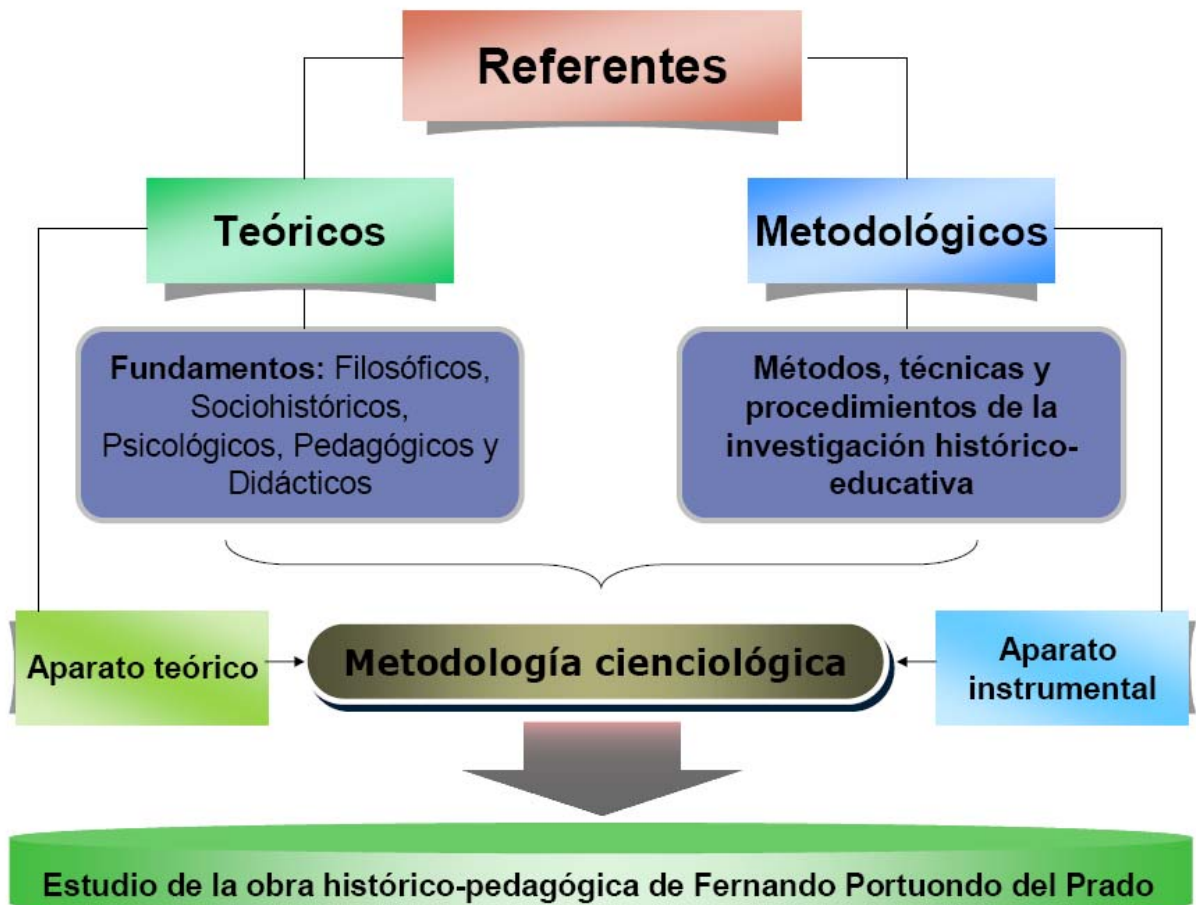 Referentes
Teóricos
Metodológicos
Fundamentos: Filosóficos,
Sociohistóricos,
Psicológicos, Pedagógicos y
Didácticos
Métodos, técnicas y
procedimientos de la
investigación histórico-
educativa
Aparato teórico
Metodología cienciológica
Aparato
instrumental
Estudio de la obra histórico-pedagógica de Fernando Portuondo del Prado